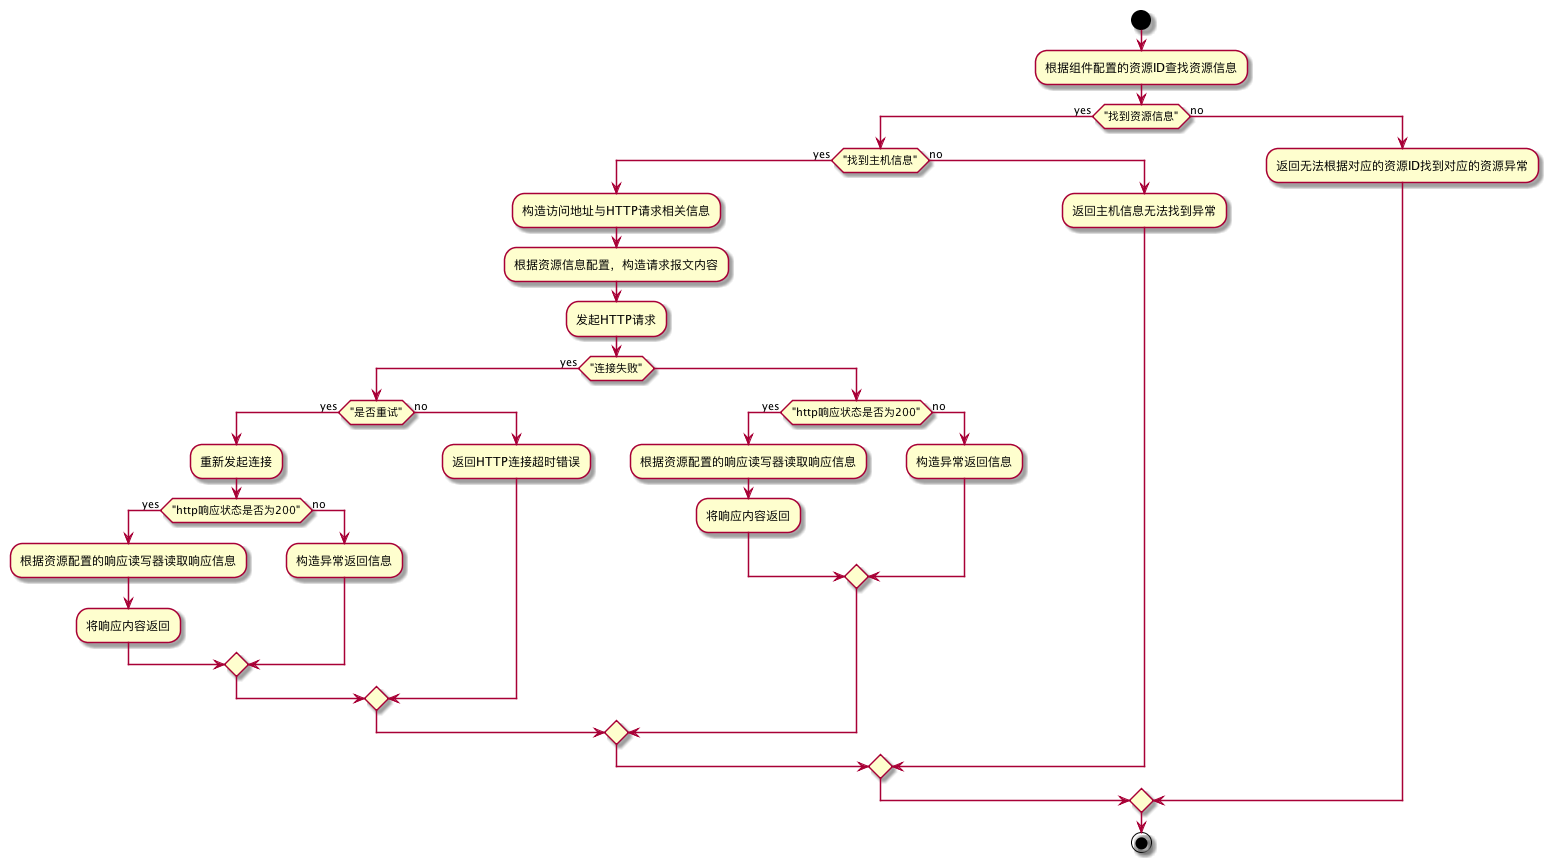 根据组件配置的资源ID查找资源信息
yes
"找到资源信息"
no
yes
"找到主机信息"
no
返回无法根据对应的资源ID找到对应的资源异常
构造访问地址与HTTP请求相关信息
返回主机信息无法找到异常
根据资源信息配置，构造请求报文内容
发起HTTP请求
yes
"连接失败"
yes
"是否重试"
no
yes
"http响应状态是否为200"
no
重新发起连接
返回HTTP连接超时错误
根据资源配置的响应读写器读取响应信息
构造异常返回信息
yes
"http响应状态是否为200"
no
将响应内容返回
根据资源配置的响应读写器读取响应信息
构造异常返回信息
将响应内容返回